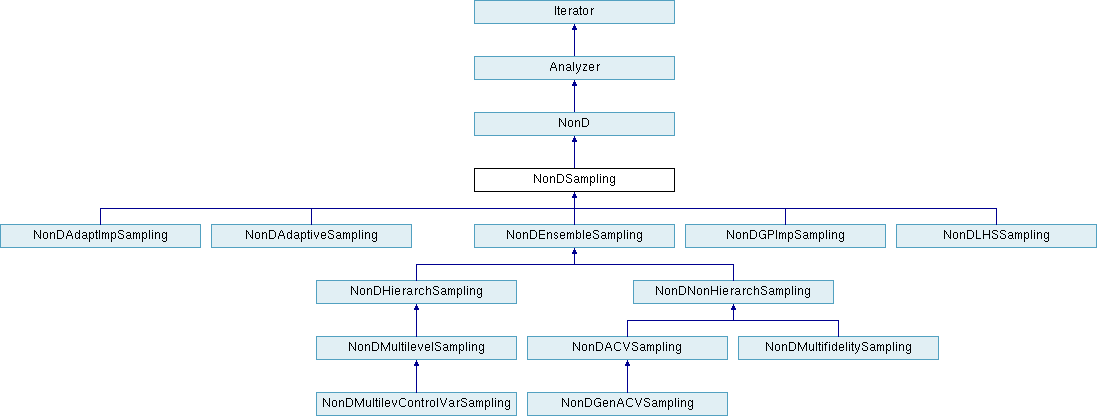 Iterator
Analyzer
NonD
NonDSampling
NonDAdaptImpSampling
NonDAdaptiveSampling
NonDEnsembleSampling
NonDGPImpSampling
NonDLHSSampling
NonDHierarchSampling
NonDNonHierarchSampling
NonDMultilevelSampling
NonDACVSampling
NonDMultifidelitySampling
NonDMultilevControlVarSampling
NonDGenACVSampling